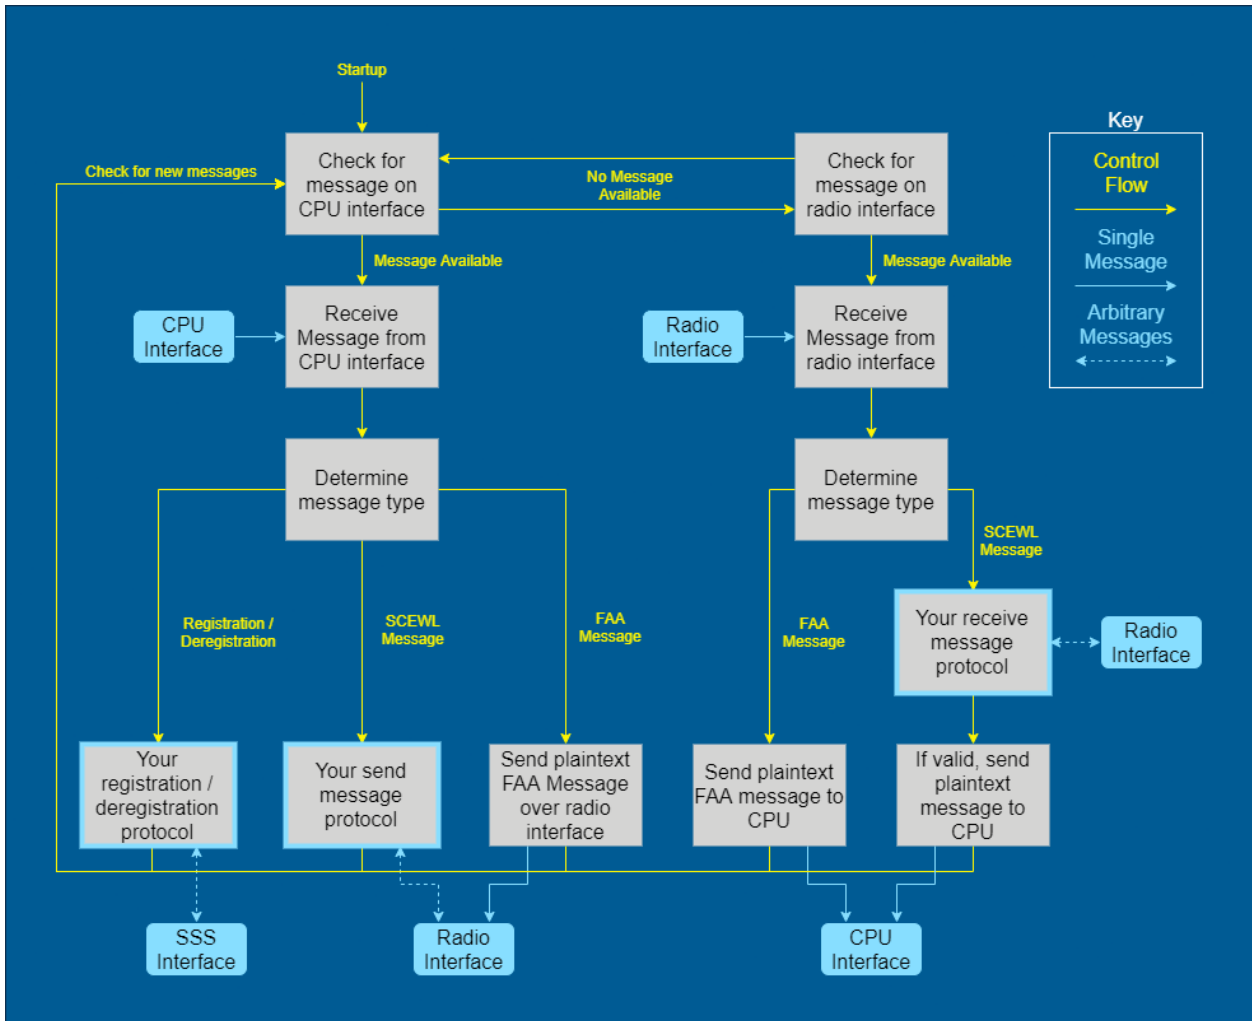 Startup
Key
Check for
message on
CPU interface
Check for
message on
radio interface
Check for new messages
No Message
Available
Control
Flow
Single
Message
Arbitrary
Messages
Message Available
Message Available
CPU
Interface
Receive
Message from
CPU interface
Radio
Interface
Receive
Message from
radio interface
Determine
message type
Determine
message type
SCEWL
Message
Registration /
Deregistration
SCEWL
Message
FAA
Message
FAA
Message
Your receive
message
protocol
Radio
Interface
Your
registration /
deregistration
protocol
Your send
message
protocol
Send plaintext
FAA Message
over radio
interface
Send plaintext
FAA message to
CPU
If valid, send
plaintext
message to
CPU
SSS
Interface
Radio
Interface
CPU
Interface